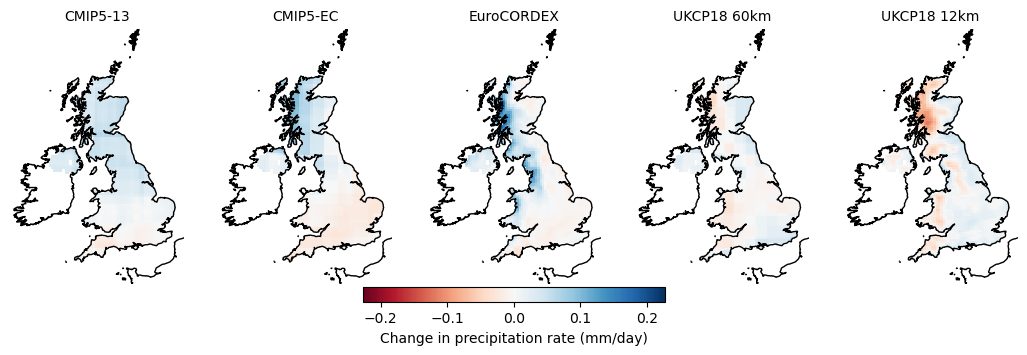 CMIP5-13 CMIP5-EC EuroCORDEX UKCP18 60km UKCP18 12km
−0.2 −0.1 0.0 0.1 0.2
Change in precipitation rate (mm/day)